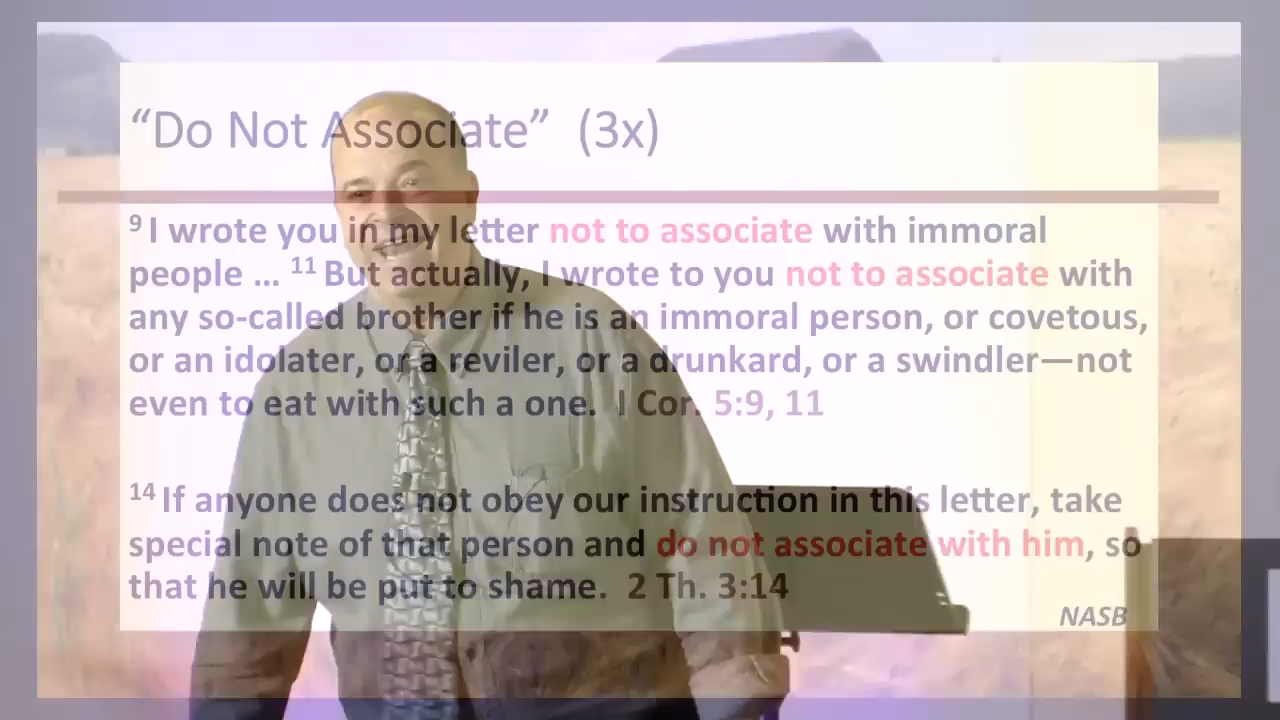 “Do Not Associate” (3x)
9 I wrote you in my letter not to associate with immoral
people … 11 But actually, I wrote to you not to associate with
any so-called brother if he is an immoral person, or covetous,
or an idolater, or a reviler, or a drunkard, or a swindler—not
even to eat with such a one. I Cor. 5:9, 11
14 If anyone does not obey our instruction in this letter, take
special note of that person and do not associate with him, so
that he will be put to shame. 2 Th. 3:14
NASB